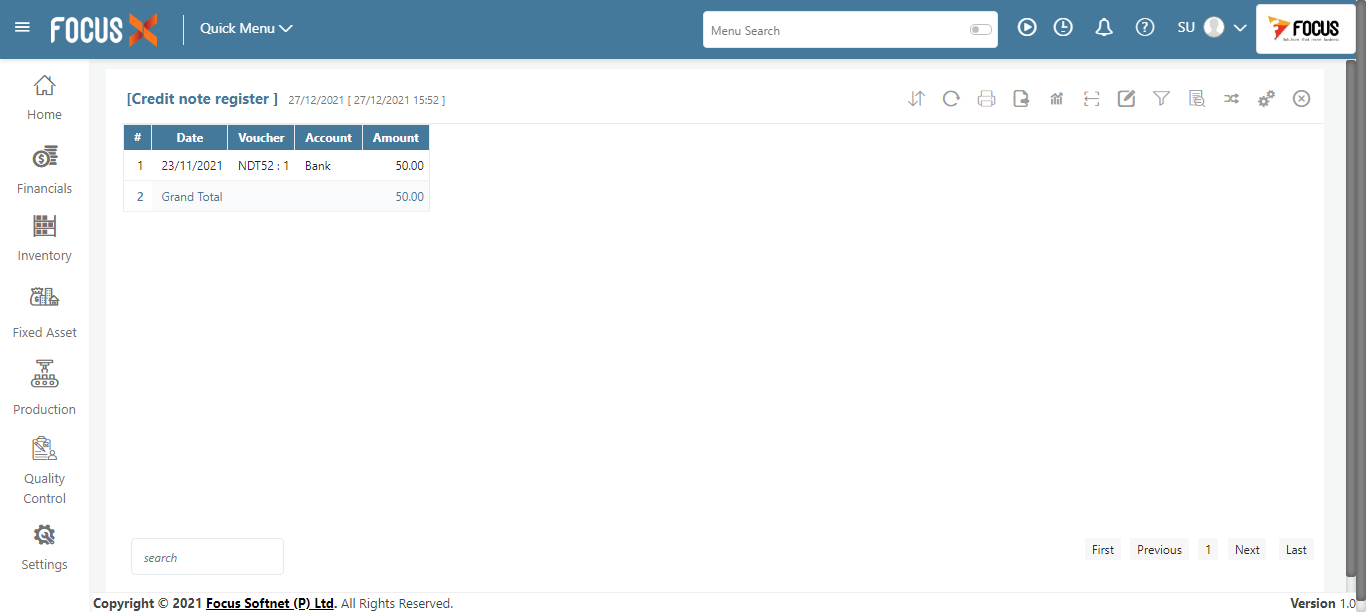 FOCUS X Quick Menu Menu Search SU FOCUS
[Credit note register ] 27/12/2021 [ 27/12/2021 15:52 ]
# Date Voucher Account Amount
1 23/11/2021 NDT52 : 1 Bank 50.00
2 Grand Total 50.00
Home
Financials
Inventory
Fixed Asset
Production
Quality
Control
Settings
search
First Previous 1 Next Last
Copyright © 2021 Focus Softnet (P) Ltd. All Rights Reserved. Version 1.0